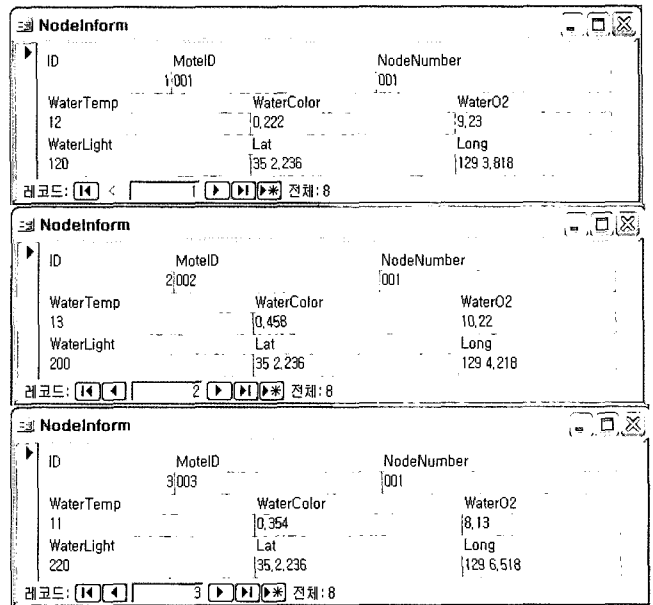 NodeInform
ID MoteID NodeNumber
1 001 001
WaterTemp WaterColor WaterO2
12 0,222 9,23
WaterLight Lat Long
120 35 2,236 129 3,818
레코드: 1 전체: 8
NodeInform
ID MoteID NodeNumber
2 002 001
WaterTemp WaterColor WaterO2
13 0,458 10,22
WaterLight Lat Long
200 35 2,236 129 4,218
레코드: 2 전체: 8
NodeInform
ID MoteID NodeNumber
3 003 001
WaterTemp WaterColor WaterO2
11 0,354 8,13
WaterLight Lat Long
220 35,2,236 129 6,518
레코드: 3 전체: 8